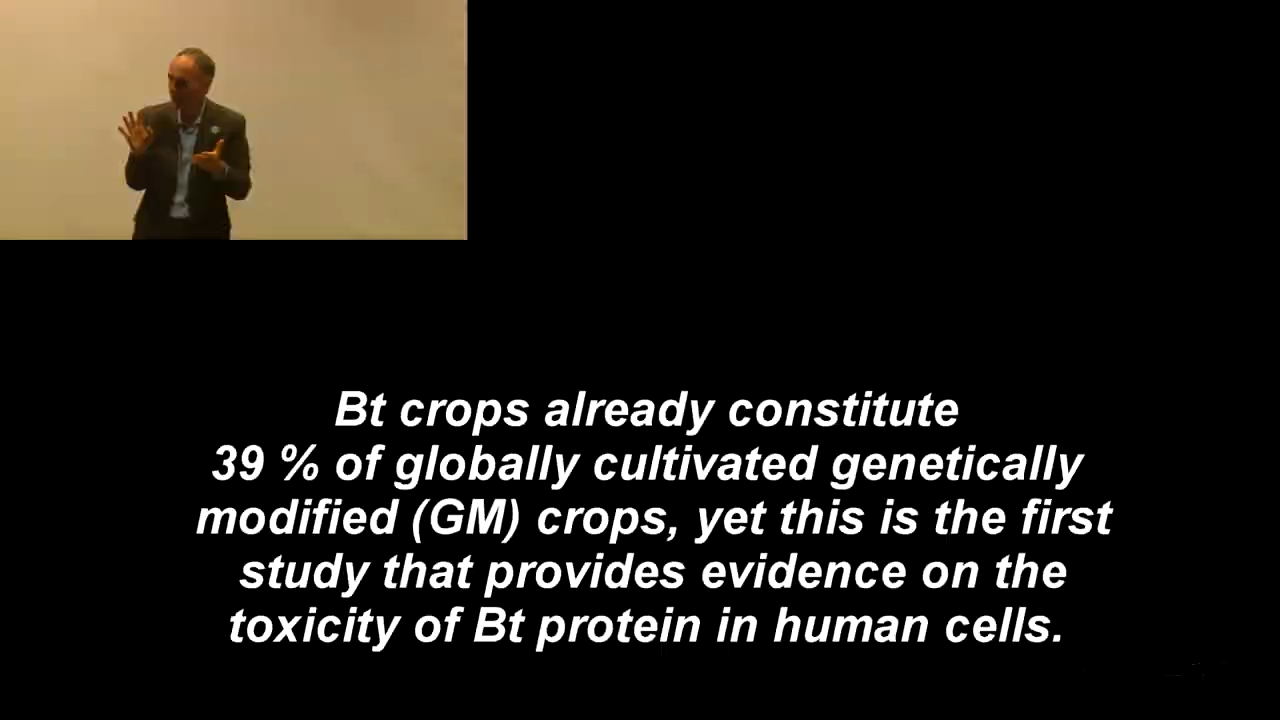 Bt crops already constitute
39 % of globally cultivated genetically
modified (GM) crops, yet this is the first
study that provides evidence on the
toxicity of Bt protein in human cells.